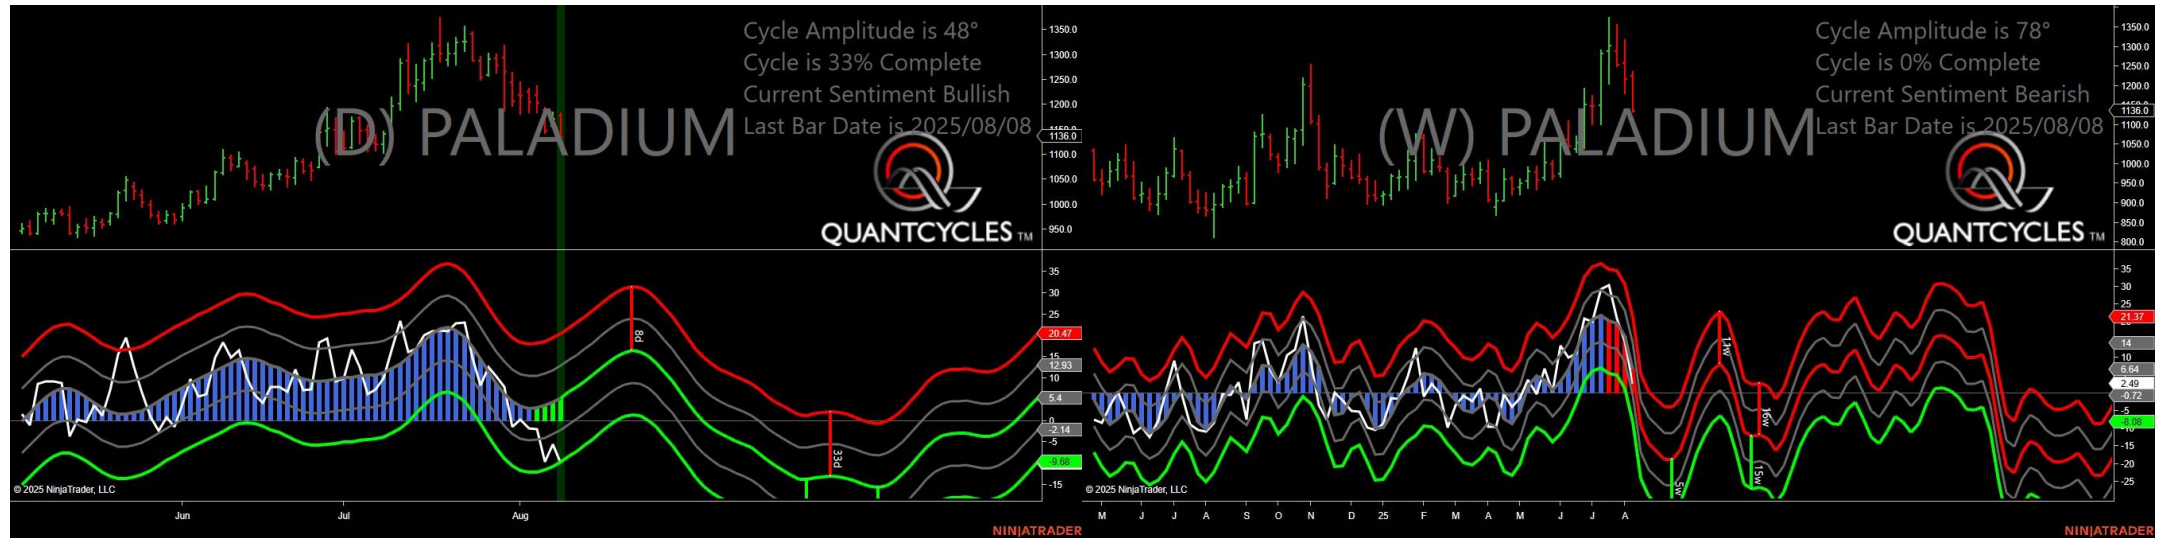 Cycle Amplitude is 48°
Cycle is 33% Complete
Current Sentiment Bullish
Last Bar Date is 2025/08/08
(D) PALADIUM
QUANTCYCLES TM
1350.0
1300.0
1250.0
1200.0
1136.0
1100.0
1050.0
1000.0
950.0
35
30
25
20.47
15
12.93
10
5.4
0
-2.14
-5
-9.68
-15
8d
33d
© 2025 NinjaTrader, LLC
Jun
Jul
Aug
NINJATRADER
Cycle Amplitude is 78°
Cycle is 0% Complete
Current Sentiment Bearish
Last Bar Date is 2025/08/08
(W) PALADIUM
QUANTCYCLES TM
1350.0
1300.0
1250.0
1200.0
1136.0
1100.0
1050.0
1000.0
950.0
900.0
850.0
800.0
35
30
25
21.37
14
10
6.64
2.49
-0.72
-5
-8.08
-15
-20
-25
11w
16w
15w
5w
© 2025 NinjaTrader, LLC
M
J
J
A
S
O
N
D
25
F
M
A
M
J
J
A
NINJATRADER